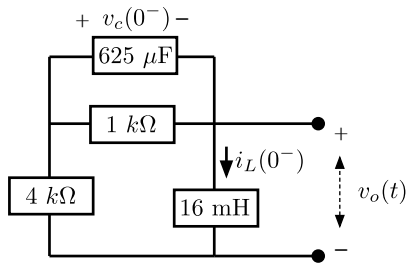 + v_c(0⁻) −
625 μF
1 kΩ
+
i_L(0⁻)
4 kΩ
16 mH
v_o(t)
−